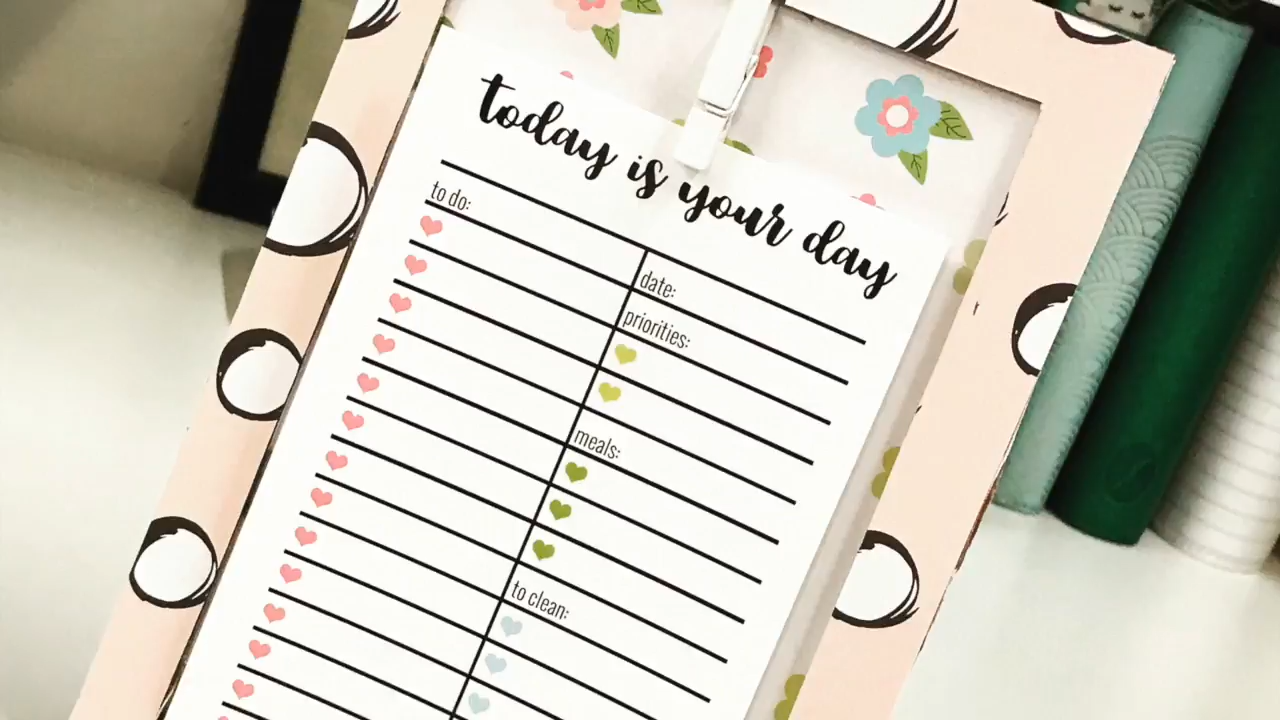 today is your day
to do:
date:
priorities:
meals:
to clean: